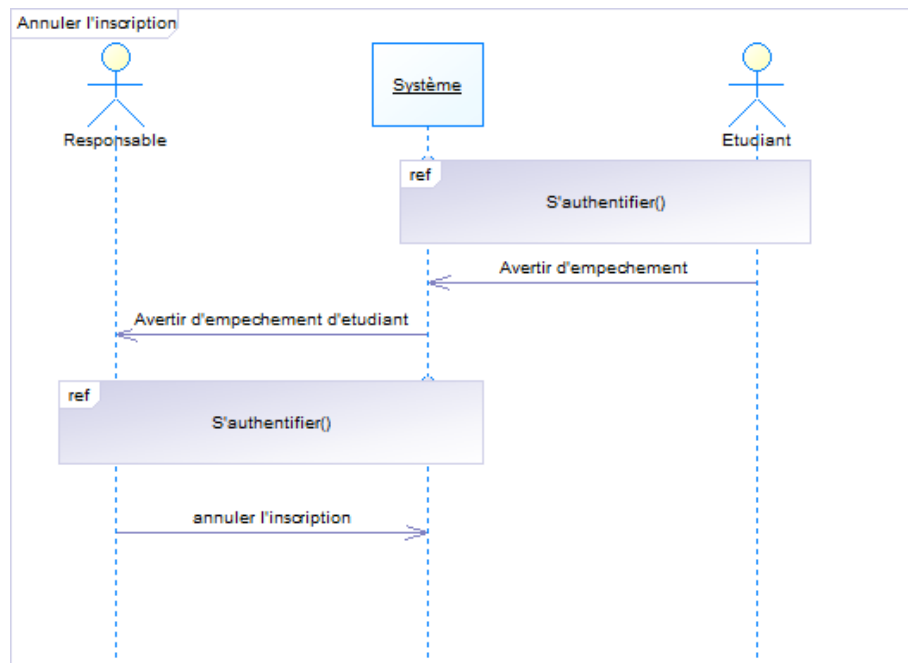 Annuler l'inscription
Système
Responsable
Etudiant
ref
S'authentifier()
Avertir d'empechement
Avertir d'empechement d'etudiant
ref
S'authentifier()
annuler l'inscription